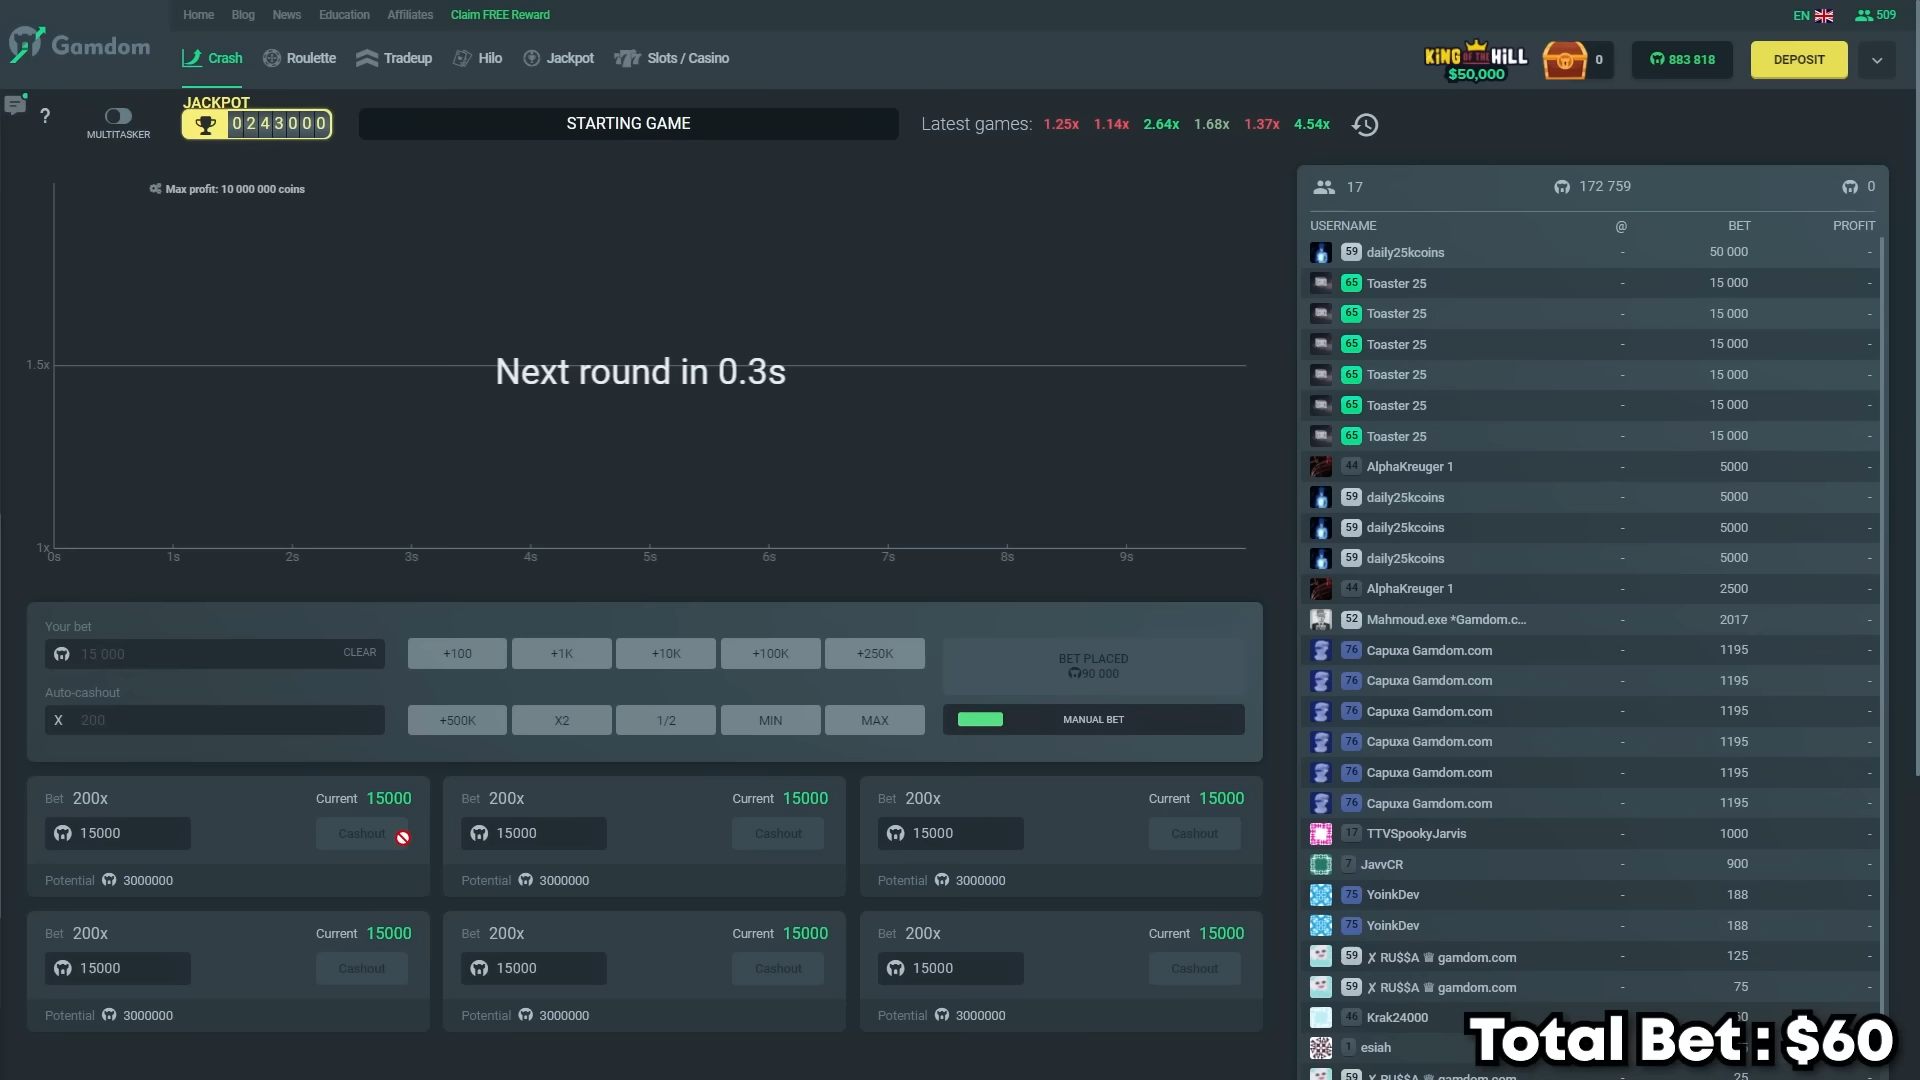 Home Blog News Education Affiliates Claim FREE Reward
EN 509
Gamdom
Crash Roulette Tradeup Hilo Jackpot Slots / Casino
KING OF THE HILL
$50,000
0
883 818
DEPOSIT
?
MULTITASKER
JACKPOT
0243000
STARTING GAME
Latest games: 1.25x 1.14x 2.64x 1.68x 1.37x 4.54x
Max profit: 10 000 000 coins
1.5x
Next round in 0.3s
1x
0s 1s 2s 3s 4s 5s 6s 7s 8s 9s
Your bet
15 000 CLEAR
+100 +1K +10K +100K +250K
BET PLACED
90 000
Auto-cashout
X 200
+500K X2 1/2 MIN MAX
MANUAL BET
Bet 200x Current 15000
15000 Cashout
Potential 3000000
Bet 200x Current 15000
15000 Cashout
Potential 3000000
Bet 200x Current 15000
15000 Cashout
Potential 3000000
Bet 200x Current 15000
15000 Cashout
Potential 3000000
Bet 200x Current 15000
15000 Cashout
Potential 3000000
Bet 200x Current 15000
15000 Cashout
Potential 3000000
17 172 759 0
USERNAME @ BET PROFIT
59 daily25kcoins - 50 000 -
65 Toaster 25 - 15 000 -
65 Toaster 25 - 15 000 -
65 Toaster 25 - 15 000 -
65 Toaster 25 - 15 000 -
65 Toaster 25 - 15 000 -
65 Toaster 25 - 15 000 -
44 AlphaKreuger 1 - 5000 -
59 daily25kcoins - 5000 -
59 daily25kcoins - 5000 -
59 daily25kcoins - 5000 -
44 AlphaKreuger 1 - 2500 -
52 Mahmoud.exe *Gamdom.c... - 2017 -
76 Capuxa Gamdom.com - 1195 -
76 Capuxa Gamdom.com - 1195 -
76 Capuxa Gamdom.com - 1195 -
76 Capuxa Gamdom.com - 1195 -
76 Capuxa Gamdom.com - 1195 -
76 Capuxa Gamdom.com - 1195 -
17 TTVSpookyJarvis - 1000 -
7 JavvCR - 900 -
75 YoinkDev - 188 -
75 YoinkDev - 188 -
59 ✗ RU$$A ♕ gamdom.com - 125 -
59 ✗ RU$$A ♕ gamdom.com - 75 -
46 Krak24000
1 esiah
59 ✗ RU$$A ♕ gamdom.com 25
Total Bet : $60